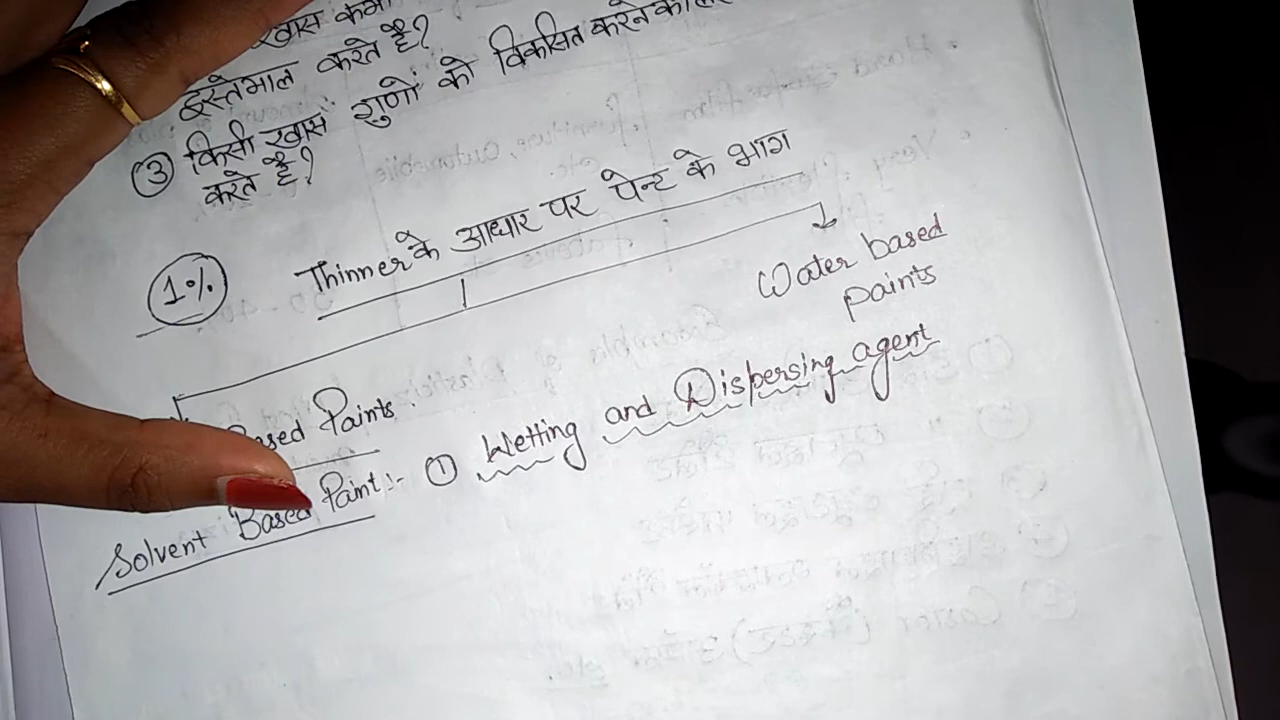 खास कमी
इस्तेमाल करते है?
③ किसी खास गुणों को विकसित करने के लिए
करते है?
1% Thinner के आधार पर पेन्ट के भाग
Water based
paints
Based Paints.
Solvent Based Paint:- ① Wetting and Dispersing agent